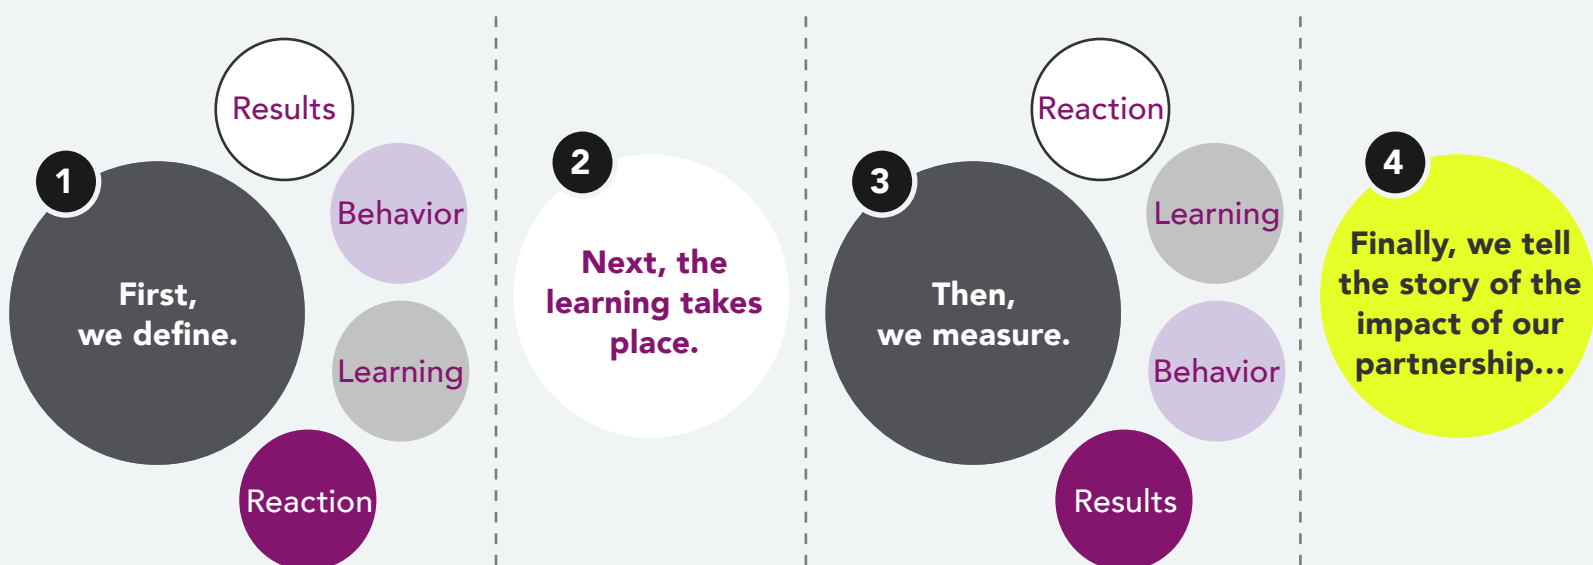 1
First,
we define.
Results
Behavior
Learning
Reaction
2
Next, the
learning takes
place.
3
Then,
we measure.
Reaction
Learning
Behavior
Results
4
Finally, we tell
the story of the
impact of our
partnership...